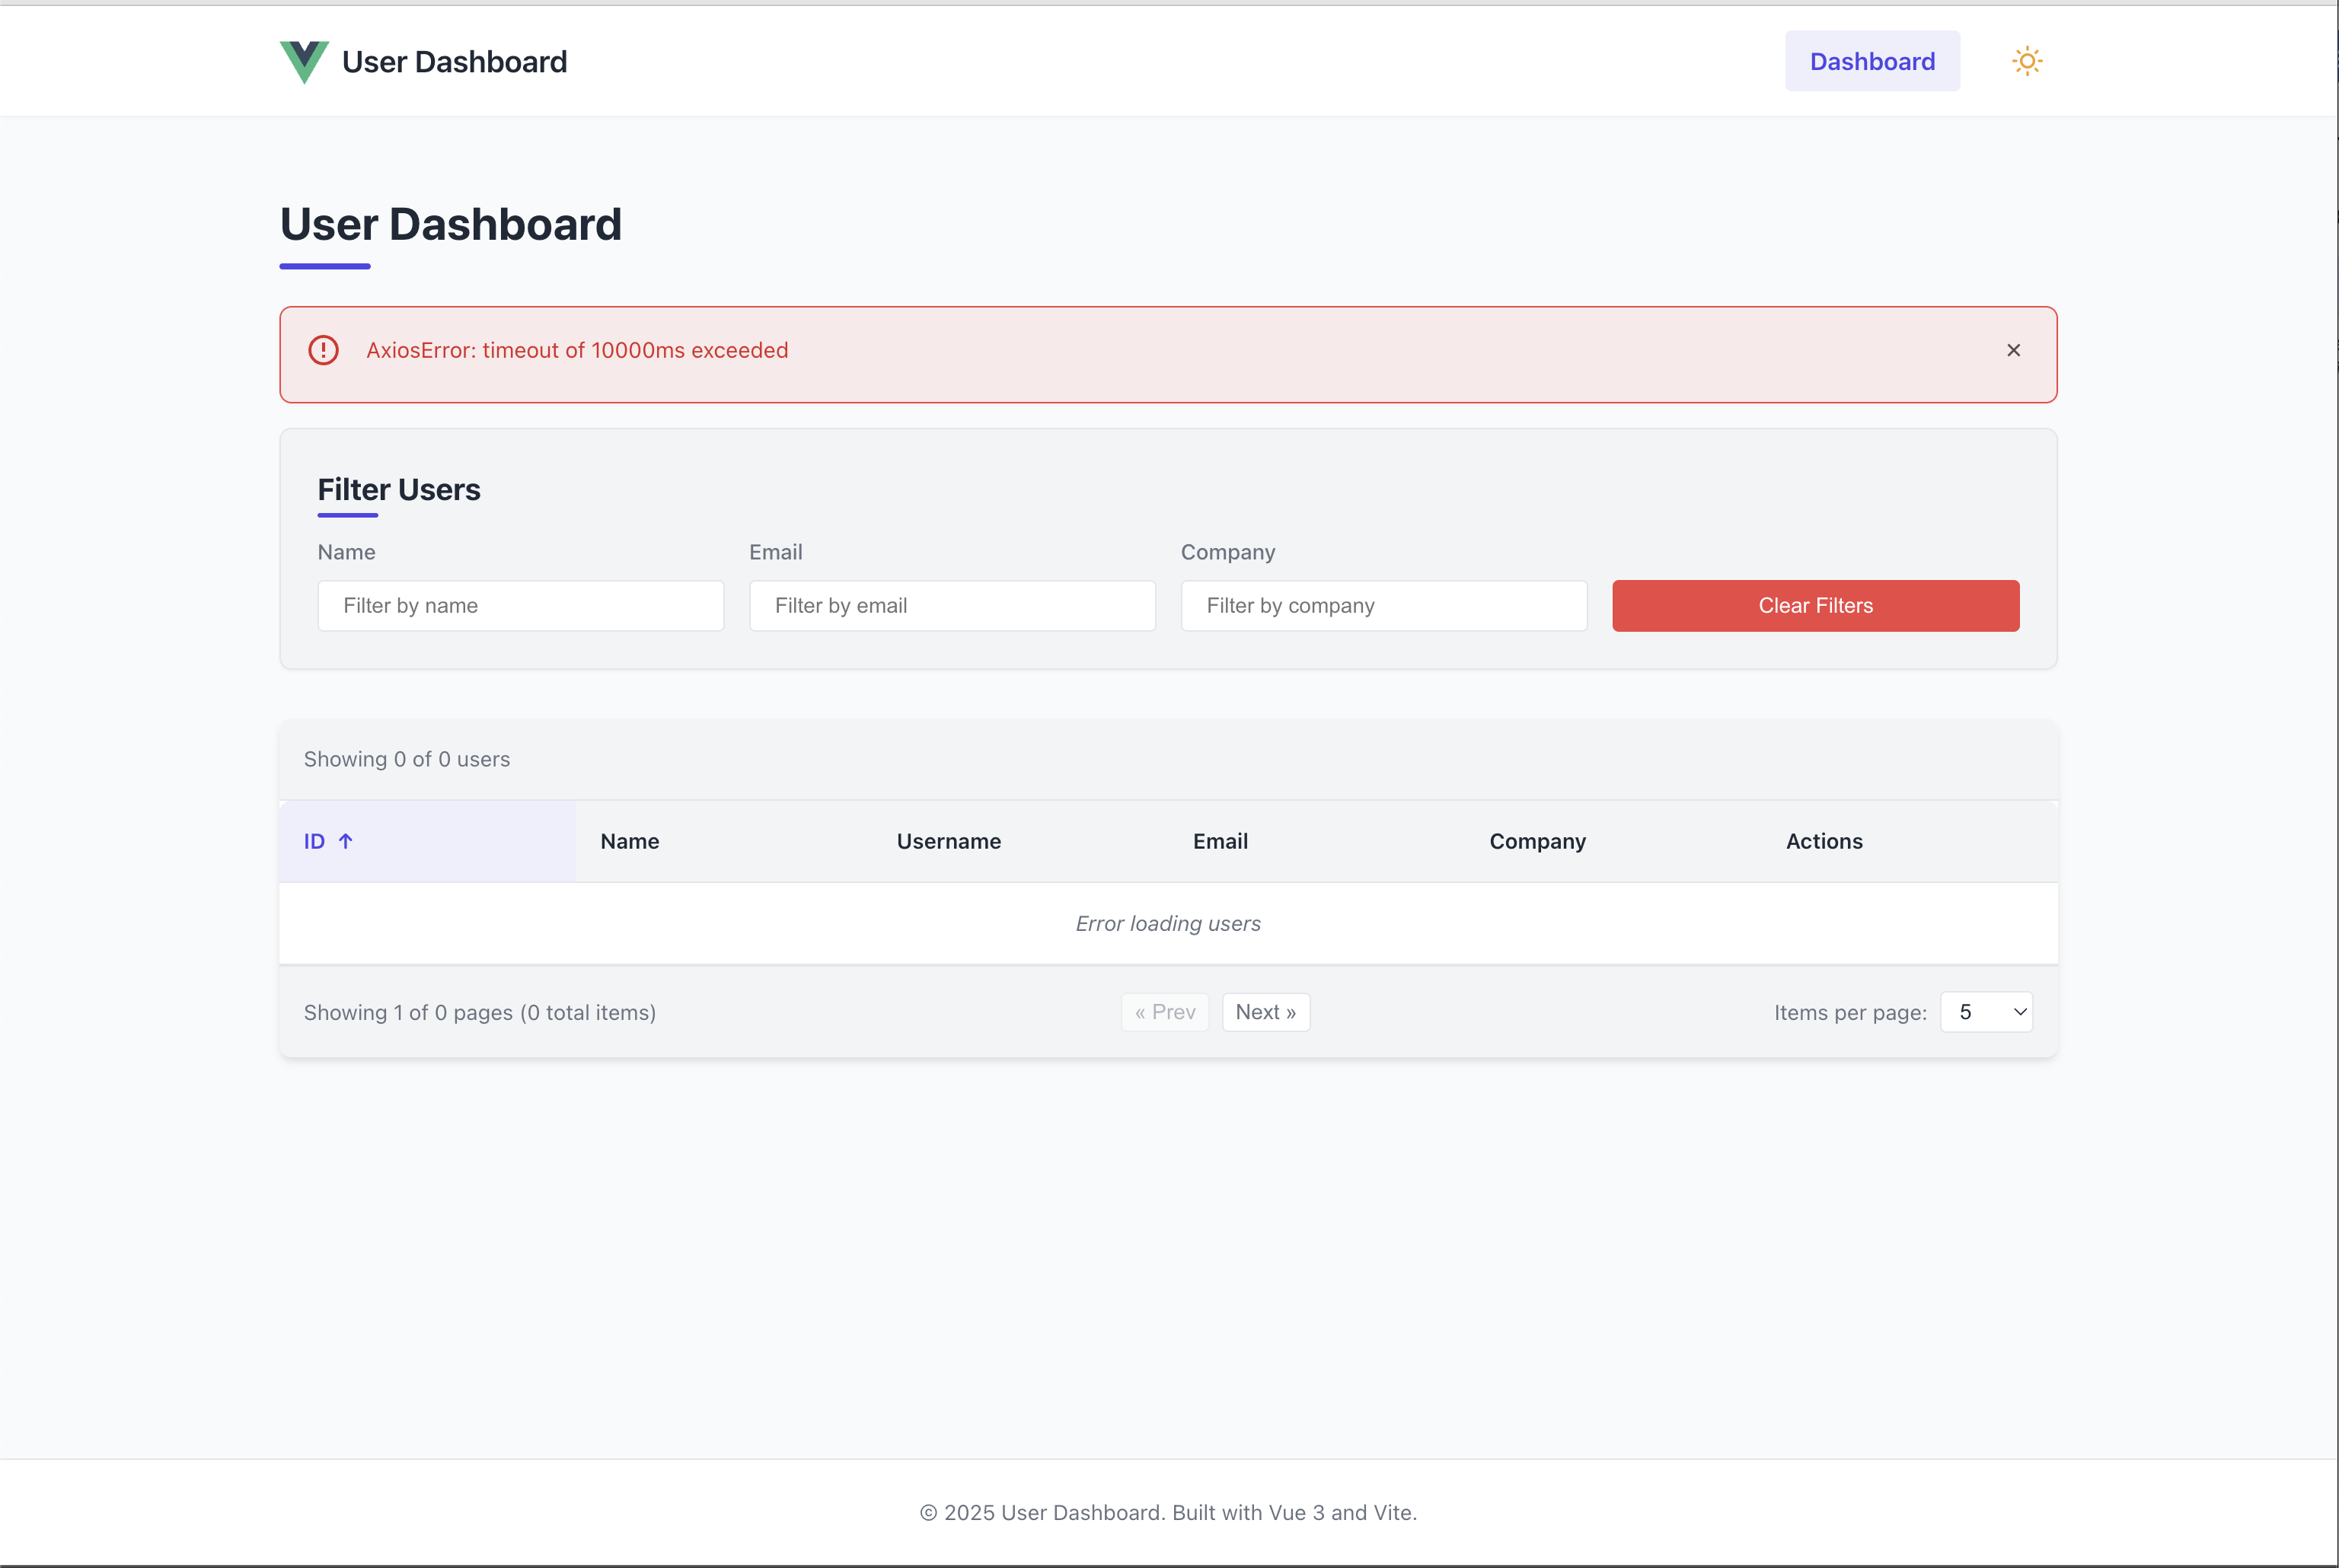 User Dashboard
Dashboard
User Dashboard
AxiosError: timeout of 10000ms exceeded
Filter Users
Name
Email
Company
Filter by name
Filter by email
Filter by company
Clear Filters
Showing 0 of 0 users
ID ↑
Name
Username
Email
Company
Actions
Error loading users
Showing 1 of 0 pages (0 total items)
« Prev
Next »
Items per page:
5
© 2025 User Dashboard. Built with Vue 3 and Vite.